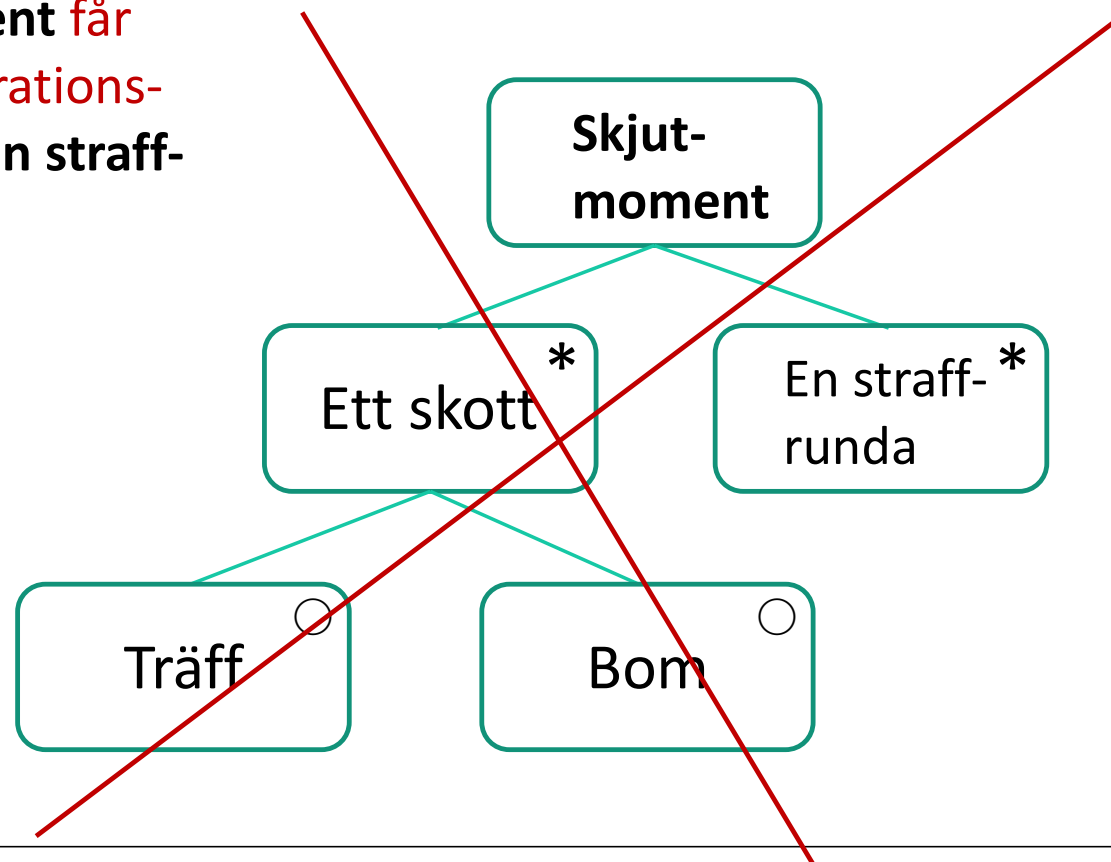 ent får
rations-
n straff-
Skjut-
moment
*
Ett skott
*
En straff-
runda
Träff
Bom